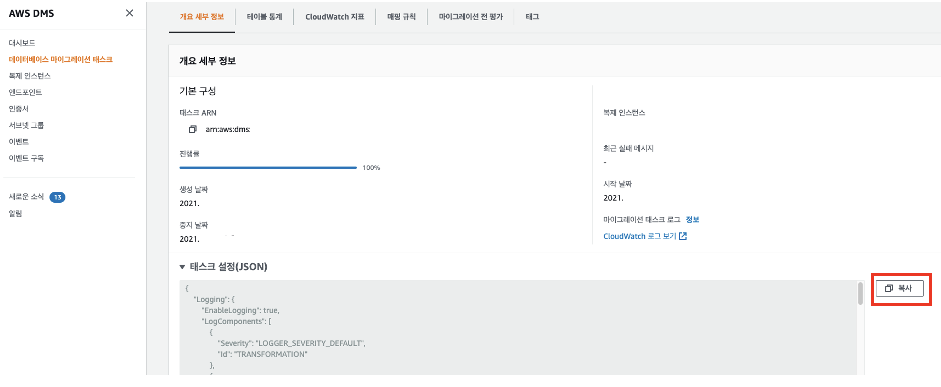 AWS DMS
대시보드
데이터베이스 마이그레이션 태스크
복제 인스턴스
엔드포인트
인증서
서브넷 그룹
이벤트
이벤트 구독
새로운 소식 13
알림
개요 세부 정보 테이블 통계 CloudWatch 지표 매핑 규칙 마이그레이션 전 평가 태그
개요 세부 정보
기본 구성
태스크 ARN
arn:aws:dms:
진행률
100%
생성 날짜
2021.
중지 날짜
2021.
복제 인스턴스
최근 실패 메시지
-
시작 날짜
2021.
마이그레이션 태스크 로그 정보
CloudWatch 로그 보기
▼ 태스크 설정(JSON)
복사
{
"Logging": {
"EnableLogging": true,
"LogComponents": [
{
"Severity": "LOGGER_SEVERITY_DEFAULT",
"Id": "TRANSFORMATION"
},